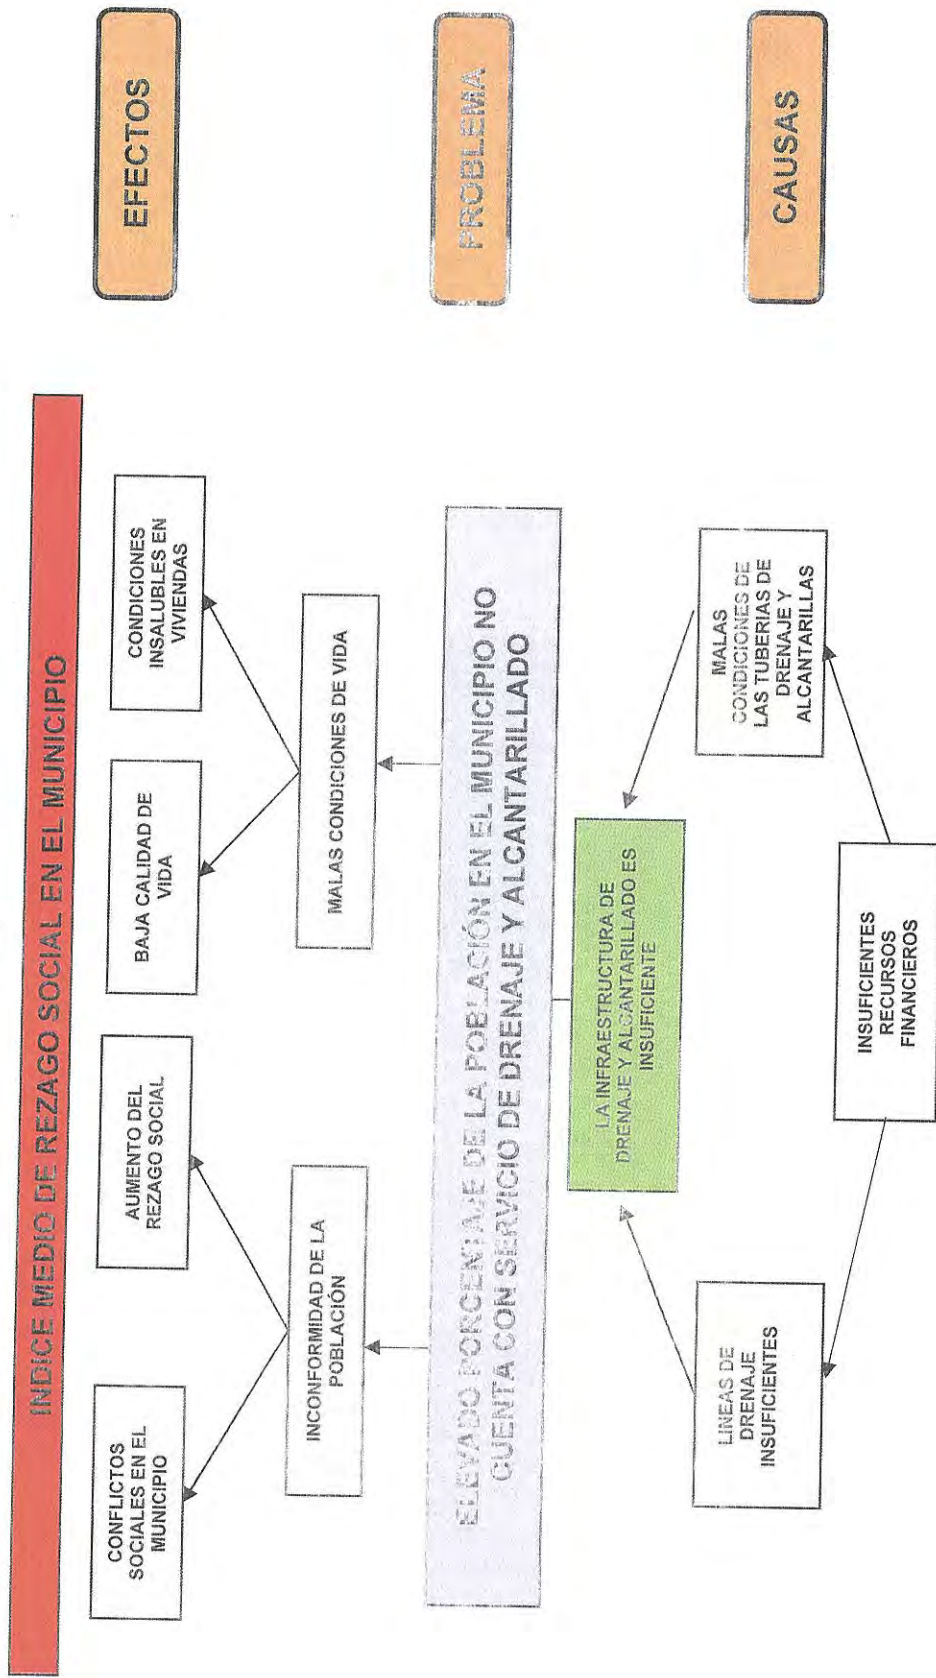 INDICE MEDIO DE REZAGO SOCIAL EN EL MUNICIPIO
EFECTOS
CONFLICTOS
SOCIALES EN EL
MUNICIPIO
AUMENTO DEL
REZAGO SOCIAL
BAJA CALIDAD DE
VIDA
CONDICIONES
INSALUBLES EN
VIVIENDAS
INCONFORMIDAD DE LA
POBLACIÓN
MALAS CONDICIONES DE VIDA
ELEVADO PORCENTAJE DE LA POBLACIÓN EN EL MUNICIPIO NO
CUENTA CON SERVICIO DE DRENAJE Y ALCANTARILLADO
PROBLEMA
LA INFRAESTRUCTURA DE
DRENAJE Y ALCANTARILLADO ES
INSUFICIENTE
LINEAS DE
DRENAJE
INSUFICIENTES
MALAS
CONDICIONES DE
LAS TUBERIAS DE
DRENAJE Y
ALCANTARILLAS
CAUSAS
INSUFICIENTES
RECURSOS
FINANCIEROS